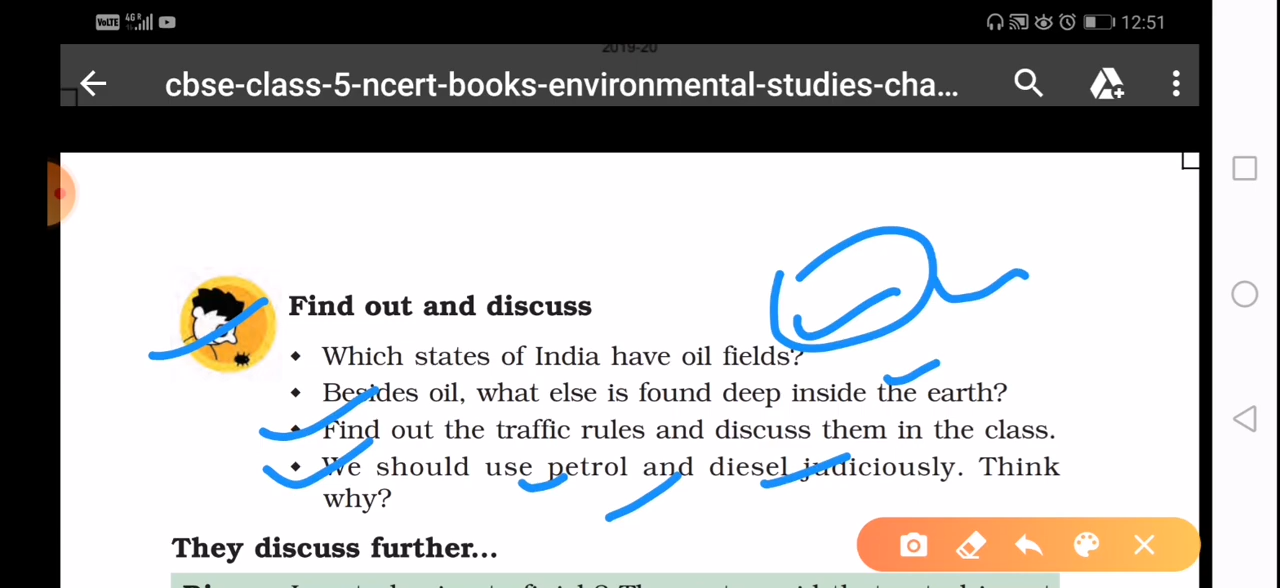 VoLTE 4G R 12:51
2019-20
cbse-class-5-ncert-books-environmental-studies-cha...
Find out and discuss
Which states of India have oil fields?
Besides oil, what else is found deep inside the earth?
Find out the traffic rules and discuss them in the class.
We should use petrol and diesel judiciously. Think
why?
They discuss further...